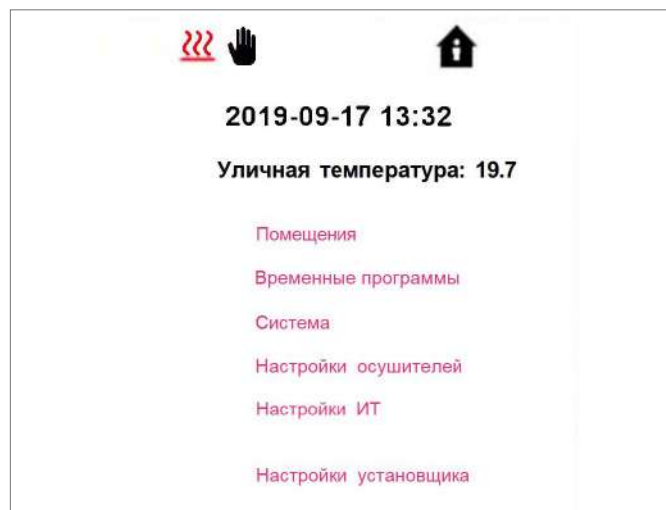 2019-09-17 13:32
Уличная температура: 19.7
Помещения
Временные программы
Система
Настройки осушителей
Настройки ИТ
Настройки установщика